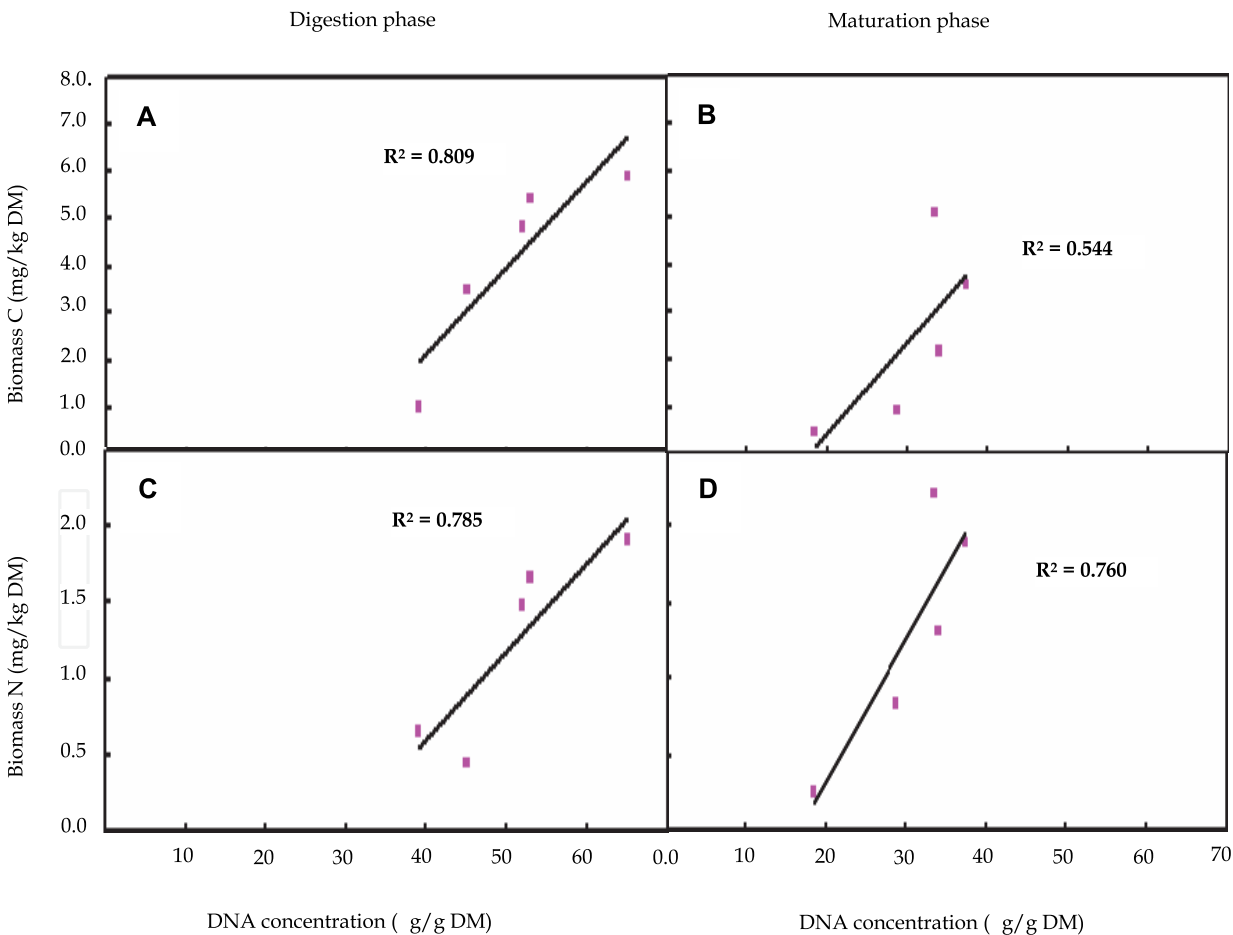 Digestion phase
Maturation phase
8.0.
7.0
6.0
5.0
4.0
3.0
2.0
1.0
0.0
Biomass C (mg/kg DM)
A
R² = 0.809
B
R² = 0.544
2.0
1.5
1.0
0.5
0.0
Biomass N (mg/kg DM)
C
R² = 0.785
D
R² = 0.760
10 20 30 40 50 60 0.0 10 20 30 40 50 60 70
DNA concentration ( g/g DM)
DNA concentration ( g/g DM)